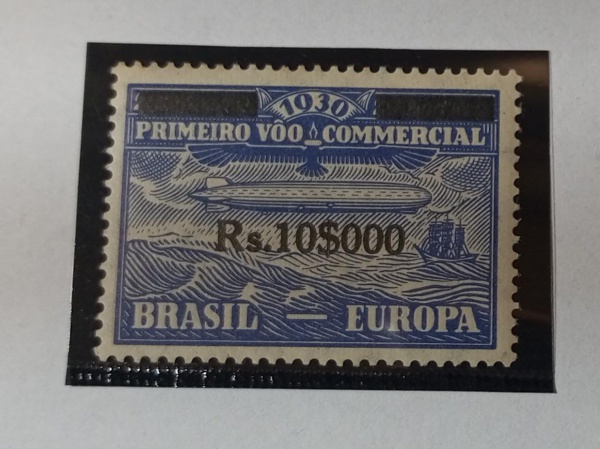 1930
PRIMEIRO VÔO COMMERCIAL
Rs.10$000
BRASIL — EUROPA